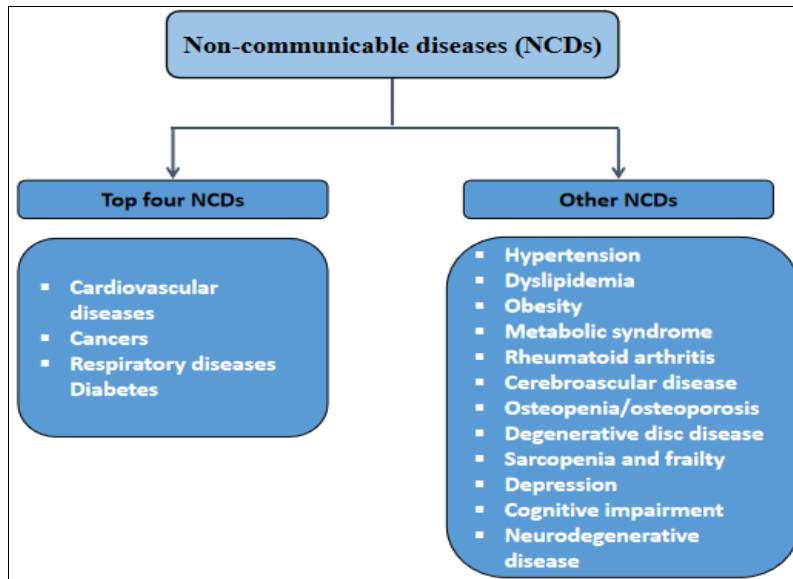 Non-communicable diseases (NCDs)
Top four NCDs
▪ Cardiovascular
diseases
▪ Cancers
▪ Respiratory diseases
Diabetes
Other NCDs
▪ Hypertension
▪ Dyslipidemia
▪ Obesity
▪ Metabolic syndrome
▪ Rheumatoid arthritis
▪ Cerebroascular disease
▪ Osteopenia/osteoporosis
▪ Degenerative disc disease
▪ Sarcopenia and frailty
▪ Depression
▪ Cognitive impairment
▪ Neurodegenerative
disease